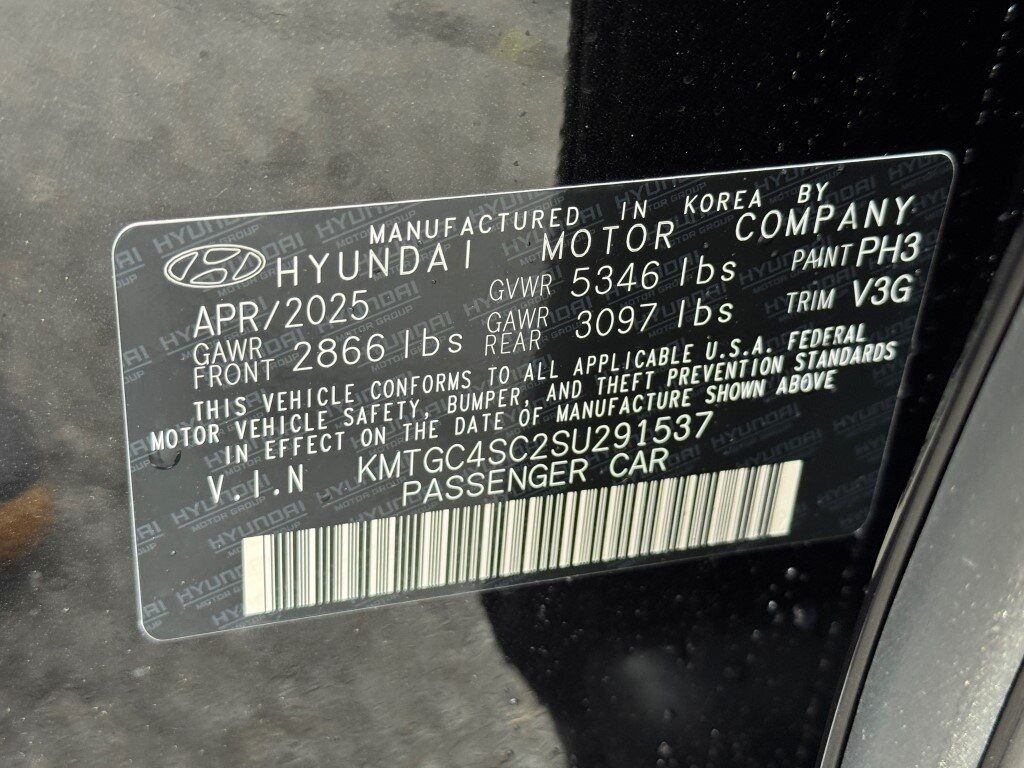 MANUFACTURED IN KOREA BY
HYUNDAI MOTOR COMPANY
APR/2025 GVWR 5346 lbs PAINT PH3
GAWR FRONT 2866 lbs GAWR REAR 3097 lbs TRIM V3G
THIS VEHICLE CONFORMS TO ALL APPLICABLE U.S.A. FEDERAL
MOTOR VEHICLE SAFETY, BUMPER, AND THEFT PREVENTION STANDARDS
IN EFFECT ON THE DATE OF MANUFACTURE SHOWN ABOVE
V.I.N KMTGC4SC2SU291537
PASSENGER CAR